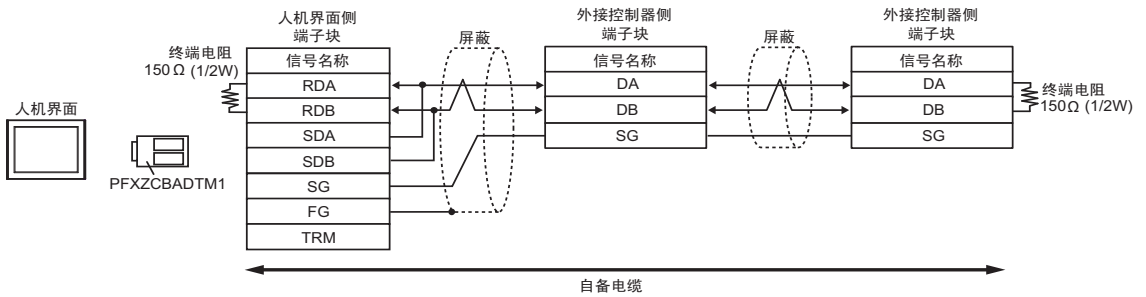 人机界面
PFXZCBADTM1
终端电阻
150Ω (1/2W)
人机界面侧
端子块
信号名称
RDA
RDB
SDA
SDB
SG
FG
TRM
屏蔽
外接控制器侧
端子块
信号名称
DA
DB
SG
屏蔽
外接控制器侧
端子块
信号名称
DA
DB
SG
终端电阻
150Ω (1/2W)
自备电缆